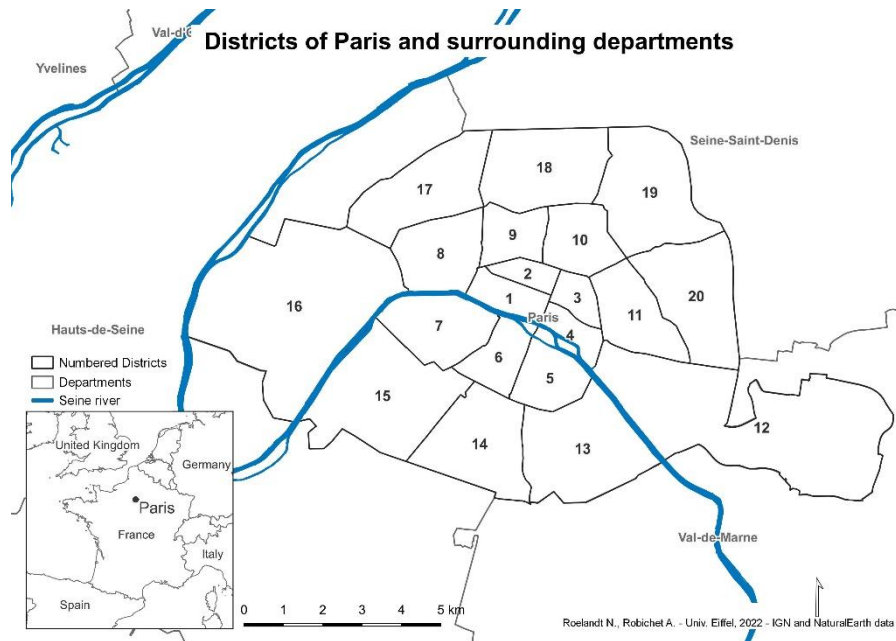 Districts of Paris and surrounding departments
Val-d'O
Yvelines
Seine-Saint-Denis
18
17
19
9
10
8
2
16
3
20
1
11
Paris
Hauts-de-Seine
7
4
6
5
Numbered Districts
Departments
Seine river
15
12
14
13
United Kingdom
Germany
Paris
France
Italy
Spain
Val-de-Marne
0 1 2 3 4 5 km
Roelandt N., Robichet A. - Univ. Eiffel, 2022 - IGN and NaturalEarth data